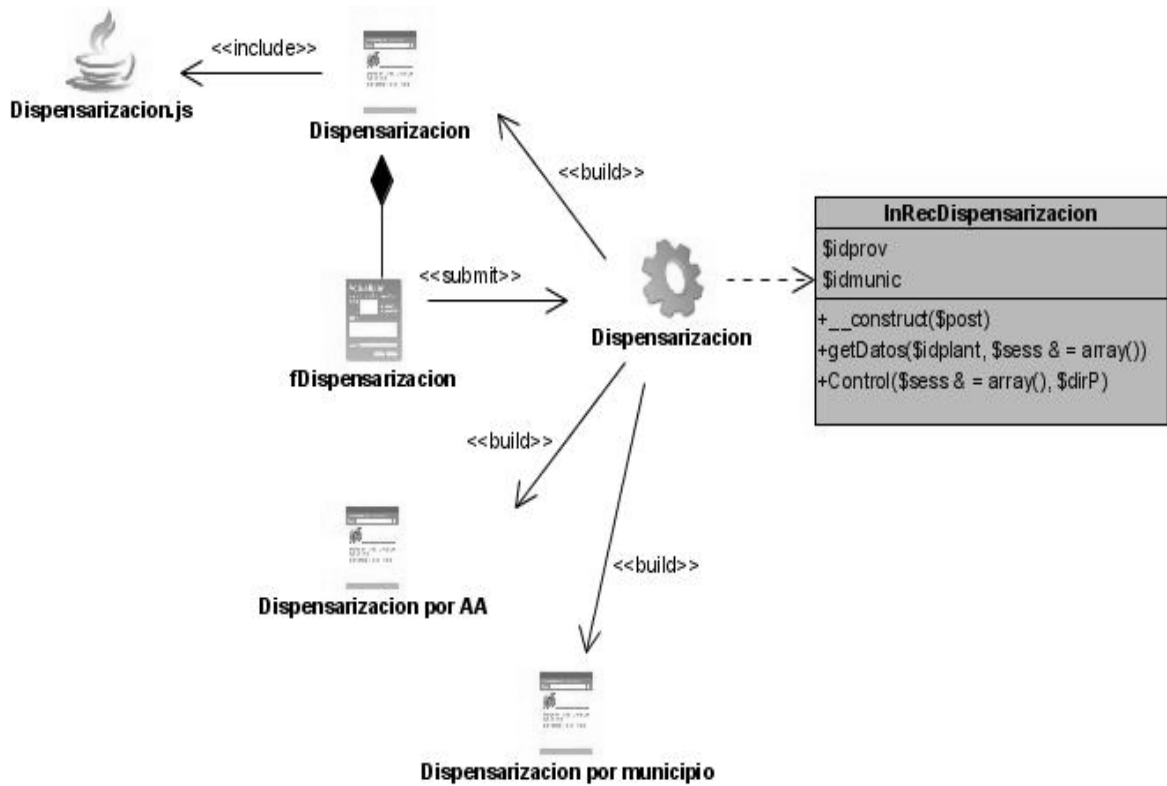 <<include>>
Dispensarizacion.js
Dispensarizacion
<<build>>
InRecDispensarizacion
$idprov
$idmunic
+__construct($post)
+getDatos($idplant, $sess & = array())
+Control($sess & = array(), $dirP)
<<submit>>
Dispensarizacion
fDispensarizacion
<<build>>
<<build>>
Dispensarizacion por AA
Dispensarizacion por municipio